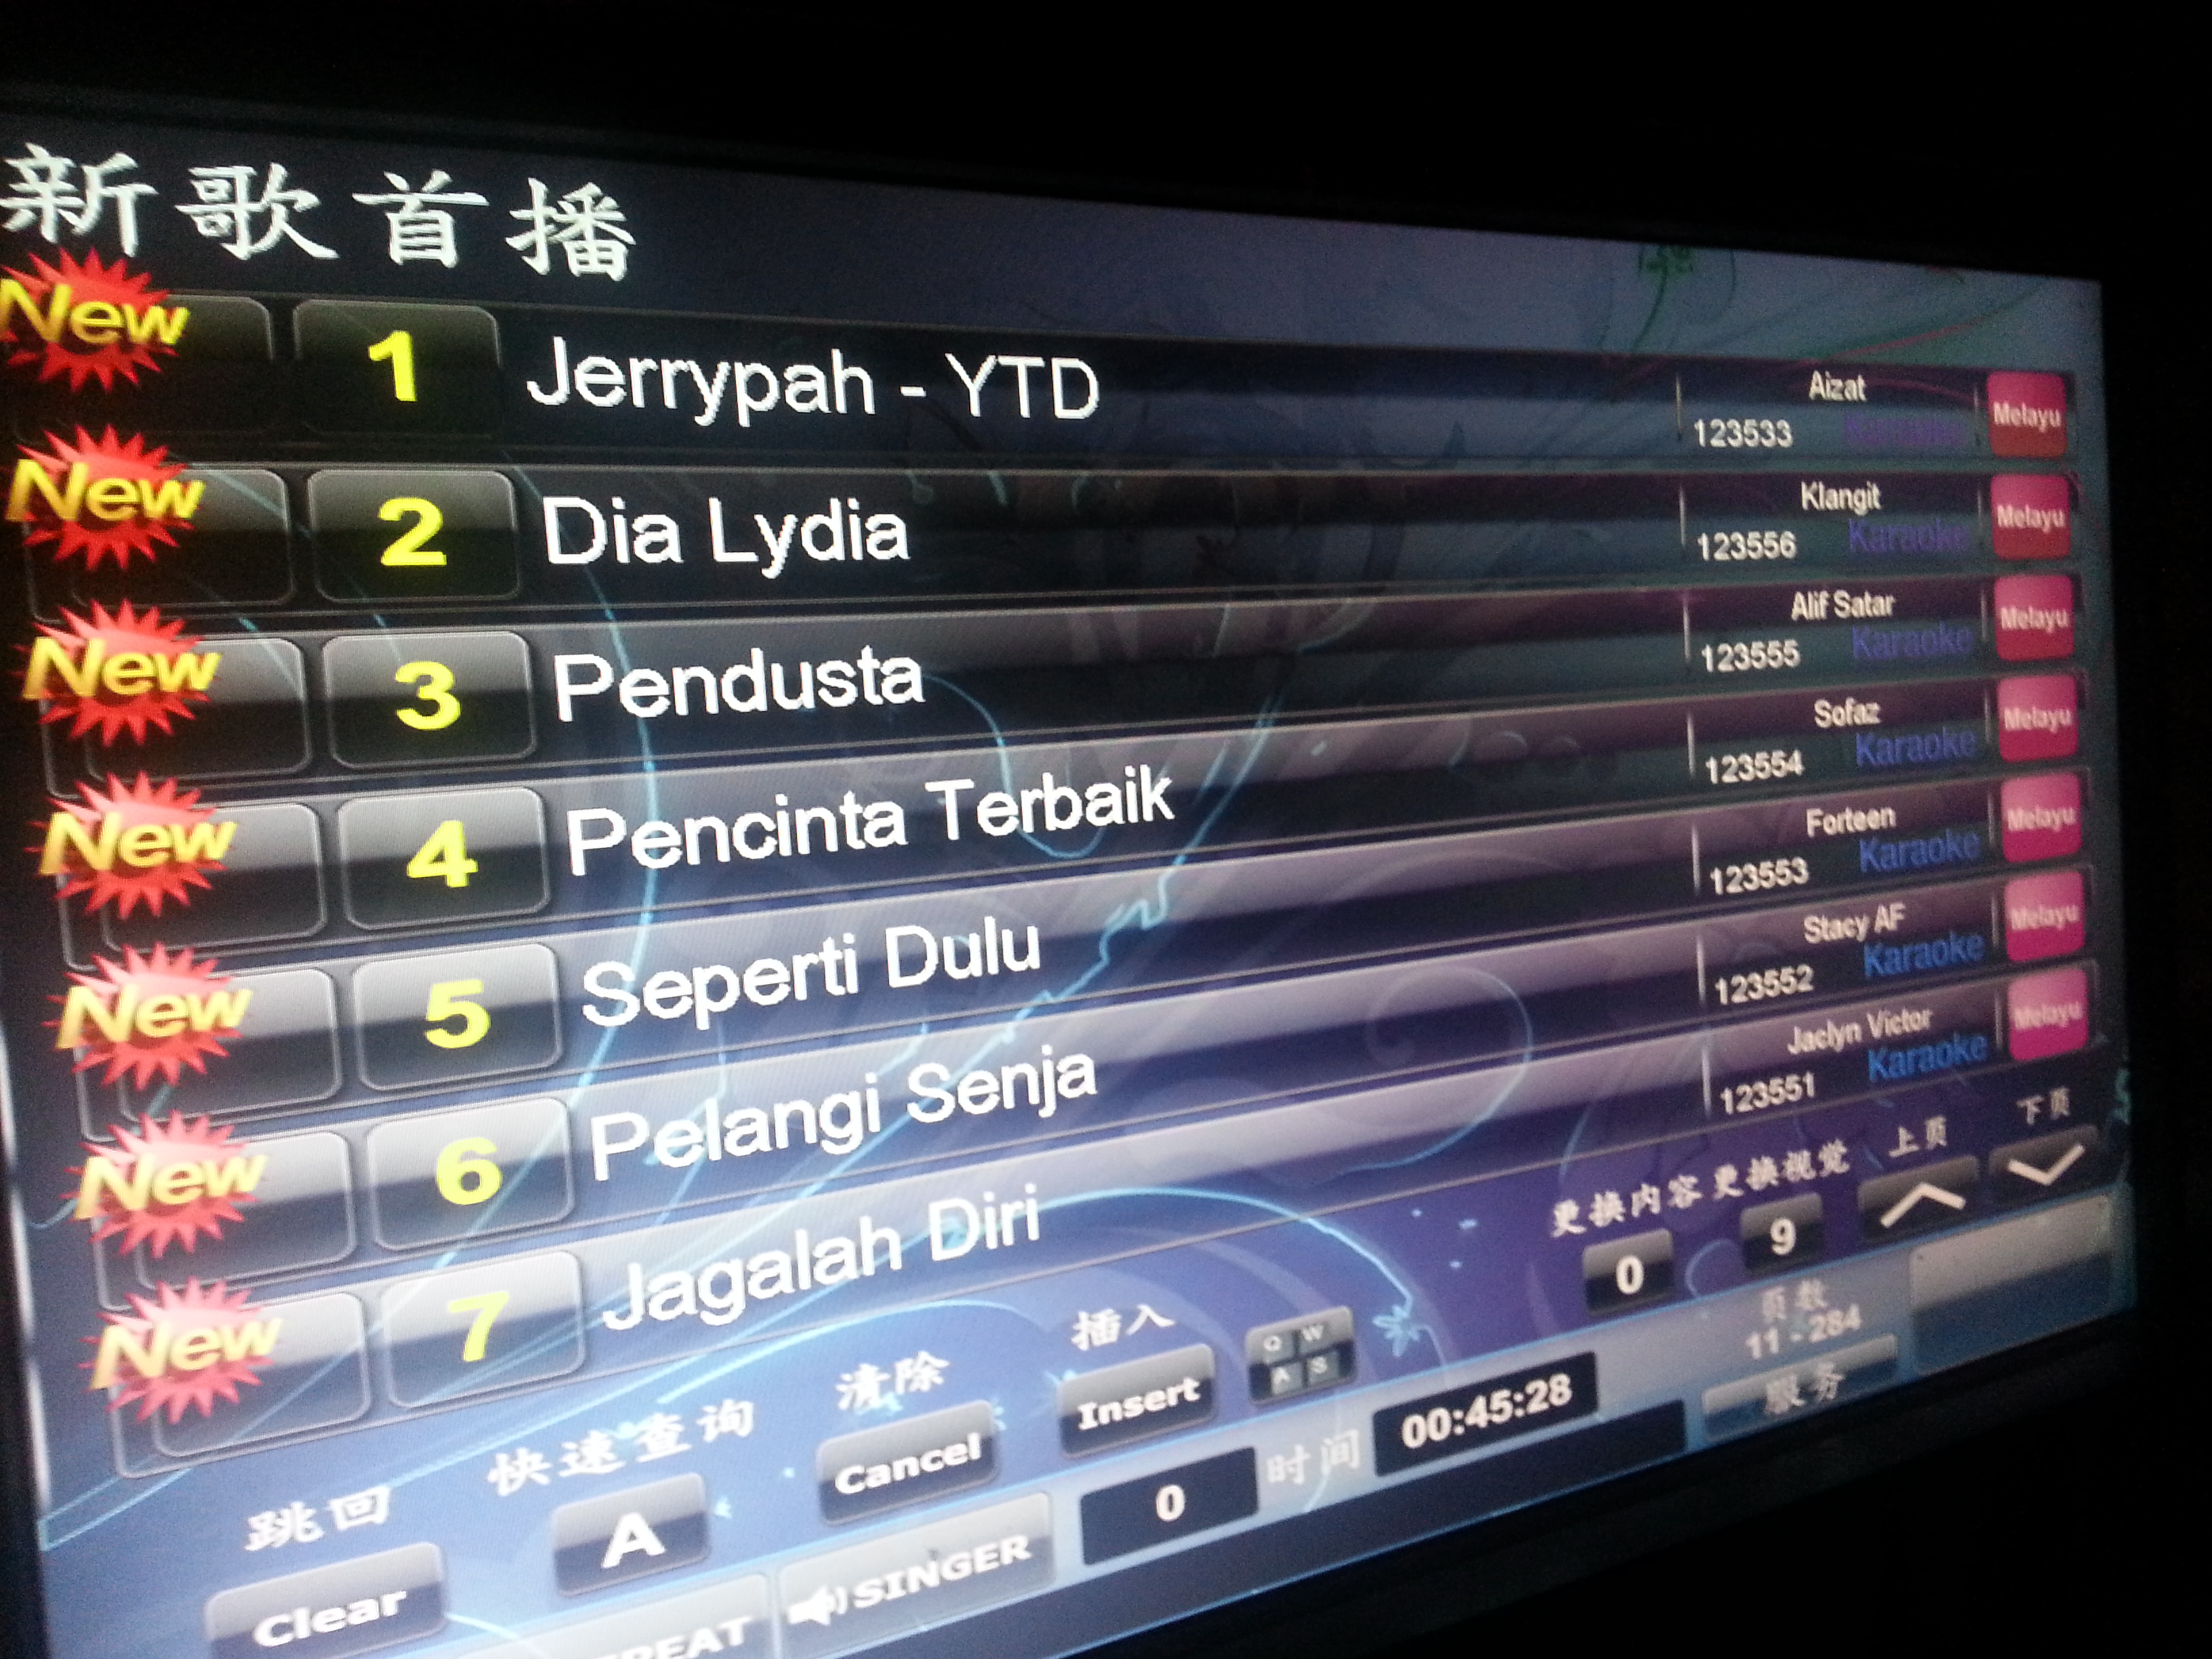 新歌首播
New 1 Jerrypah - YTD Aizat 123533 Karaoke Melayu
New 2 Dia Lydia Klangit 123556 Karaoke Melayu
New 3 Pendusta Alif Satar 123555 Karaoke Melayu
New 4 Pencinta Terbaik Sofaz 123554 Karaoke Melayu
New 5 Seperti Dulu Forteen 123553 Karaoke Melayu
New 6 Pelangi Senja Stacy AF 123552 Karaoke Melayu
New 7 Jagalah Diri Jaclyn Victor 123551 Karaoke Melayu
跳回 快速查询 清除 插入 更换内容 更换视觉 上页 下页
Clear A Cancel Insert Q W A S 0 9
页数
11 - 284
PEAT SINGER 0 时间 00:45:28 服务